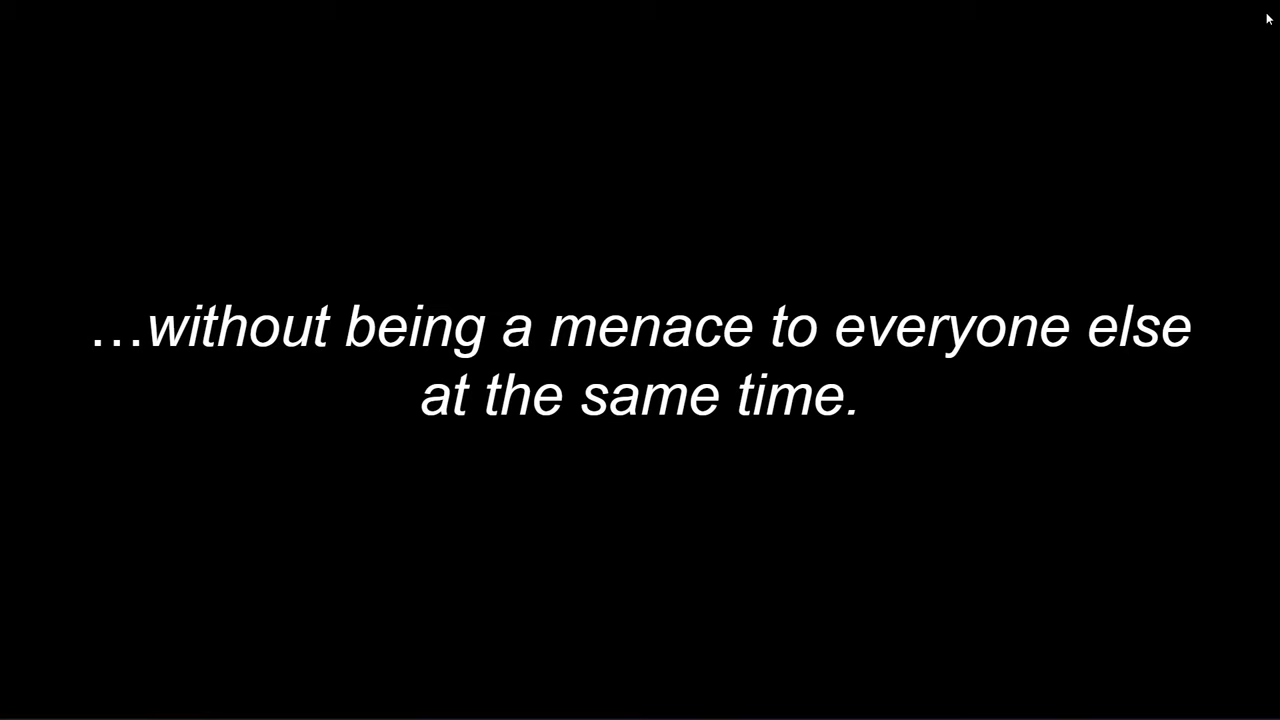 …without being a menace to everyone else
at the same time.